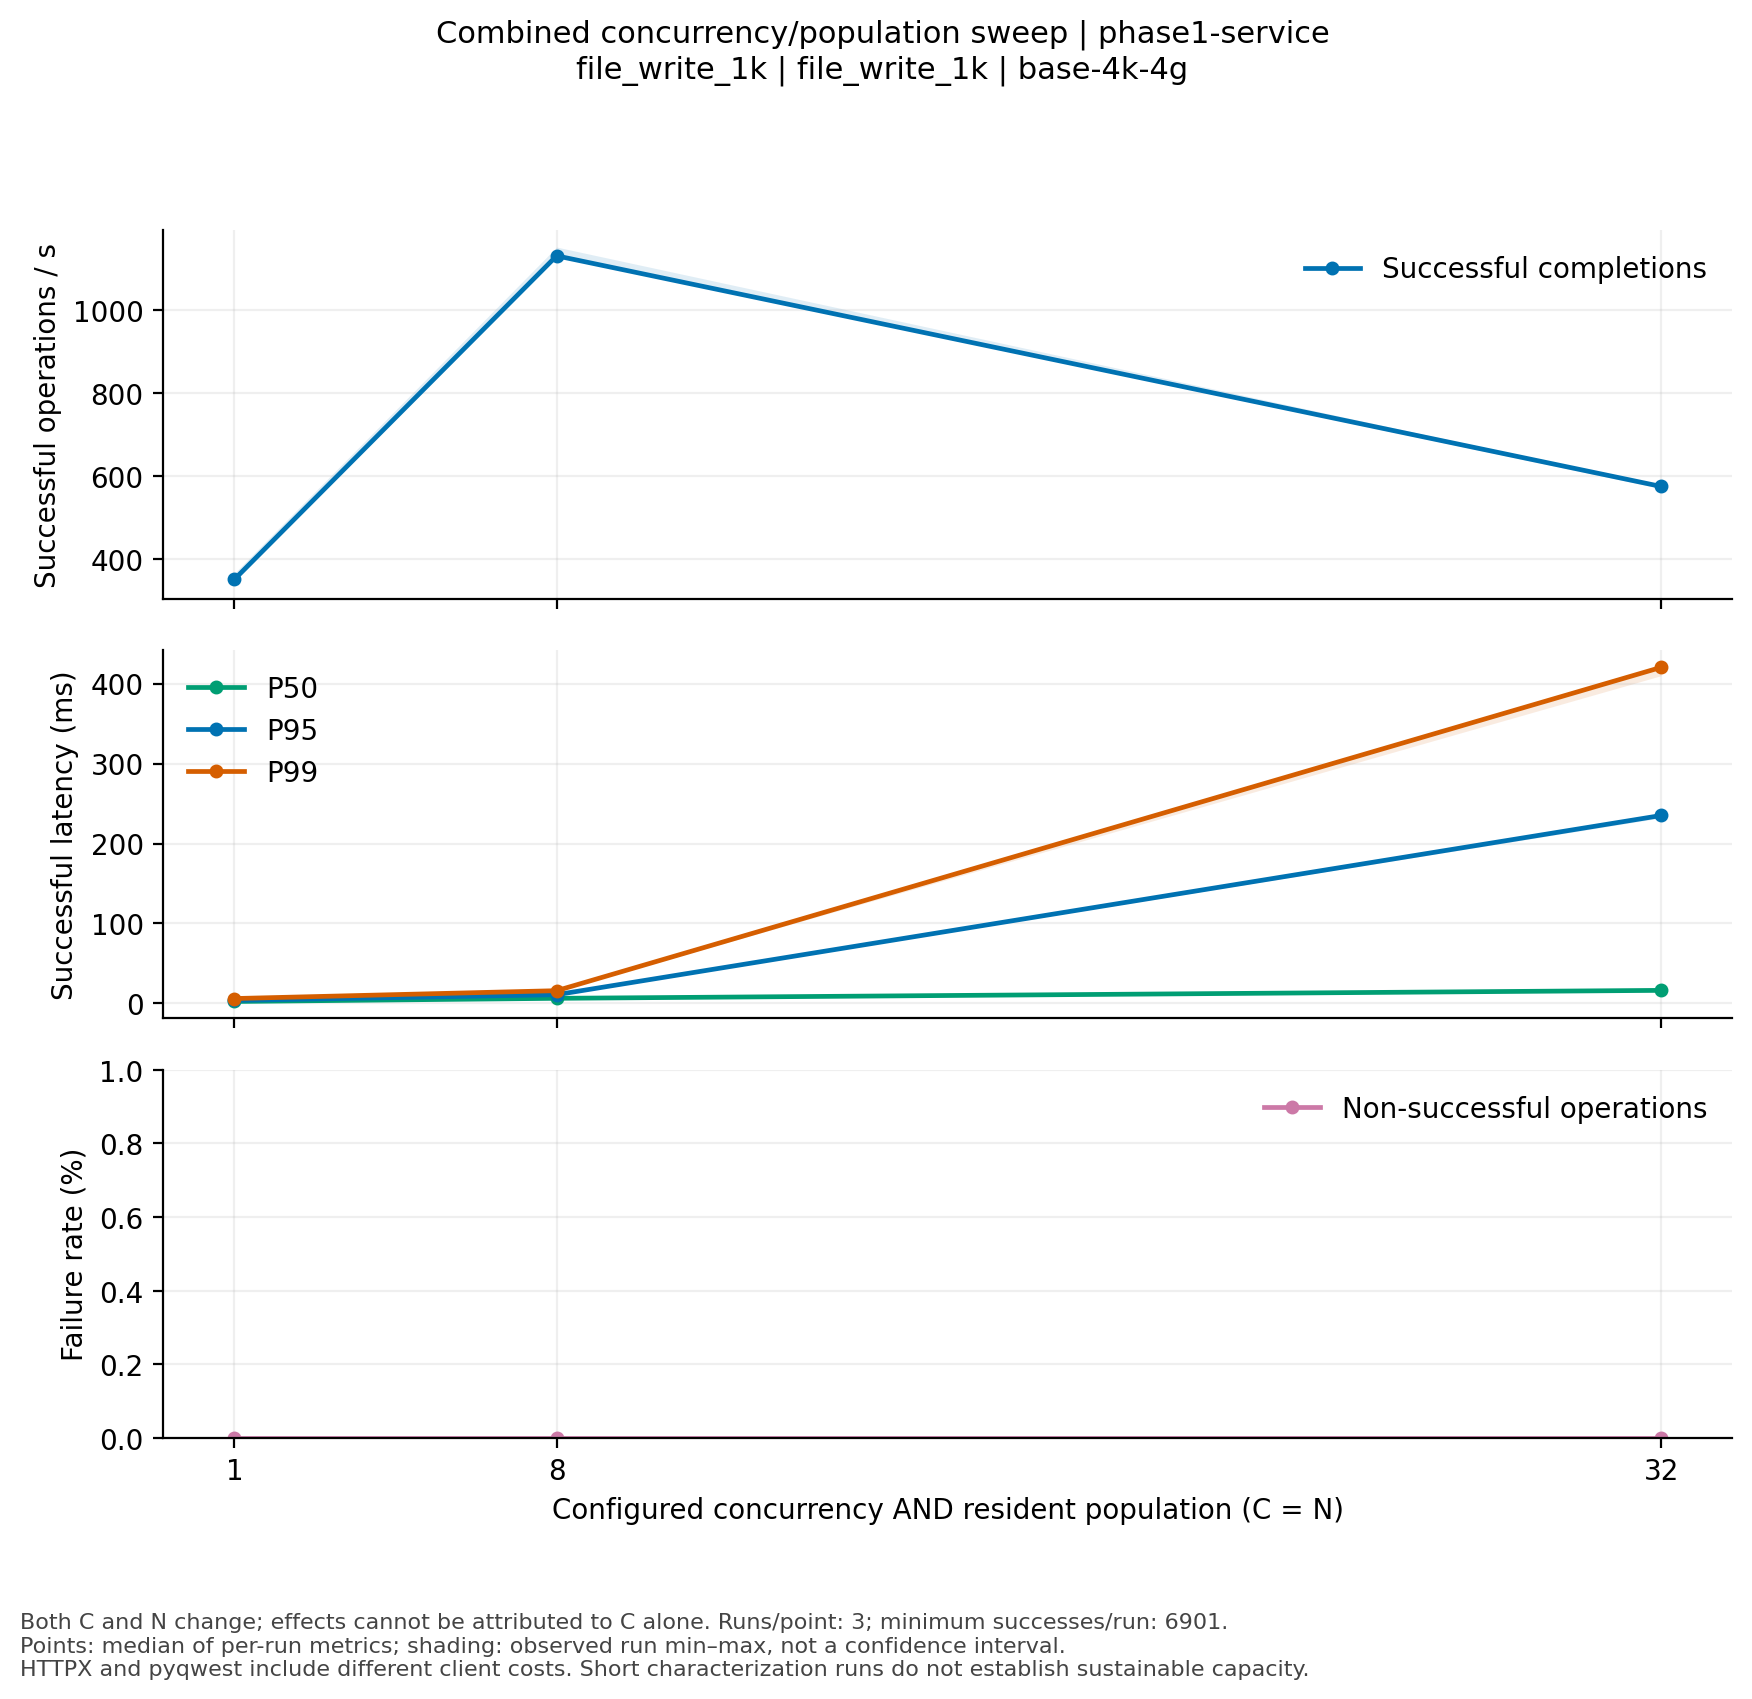 Combined concurrency/population sweep | phase1-service
file_write_1k | file_write_1k | base-4k-4g
Successful operations / s
1000
800
600
400
Successful completions
Successful latency (ms)
400
300
200
100
0
P50
P95
P99
Failure rate (%)
1.0
0.8
0.6
0.4
0.2
0.0
Non-successful operations
1
8
32
Configured concurrency AND resident population (C = N)
Both C and N change; effects cannot be attributed to C alone. Runs/point: 3; minimum successes/run: 6901.
Points: median of per-run metrics; shading: observed run min–max, not a confidence interval.
HTTPX and pyqwest include different client costs. Short characterization runs do not establish sustainable capacity.